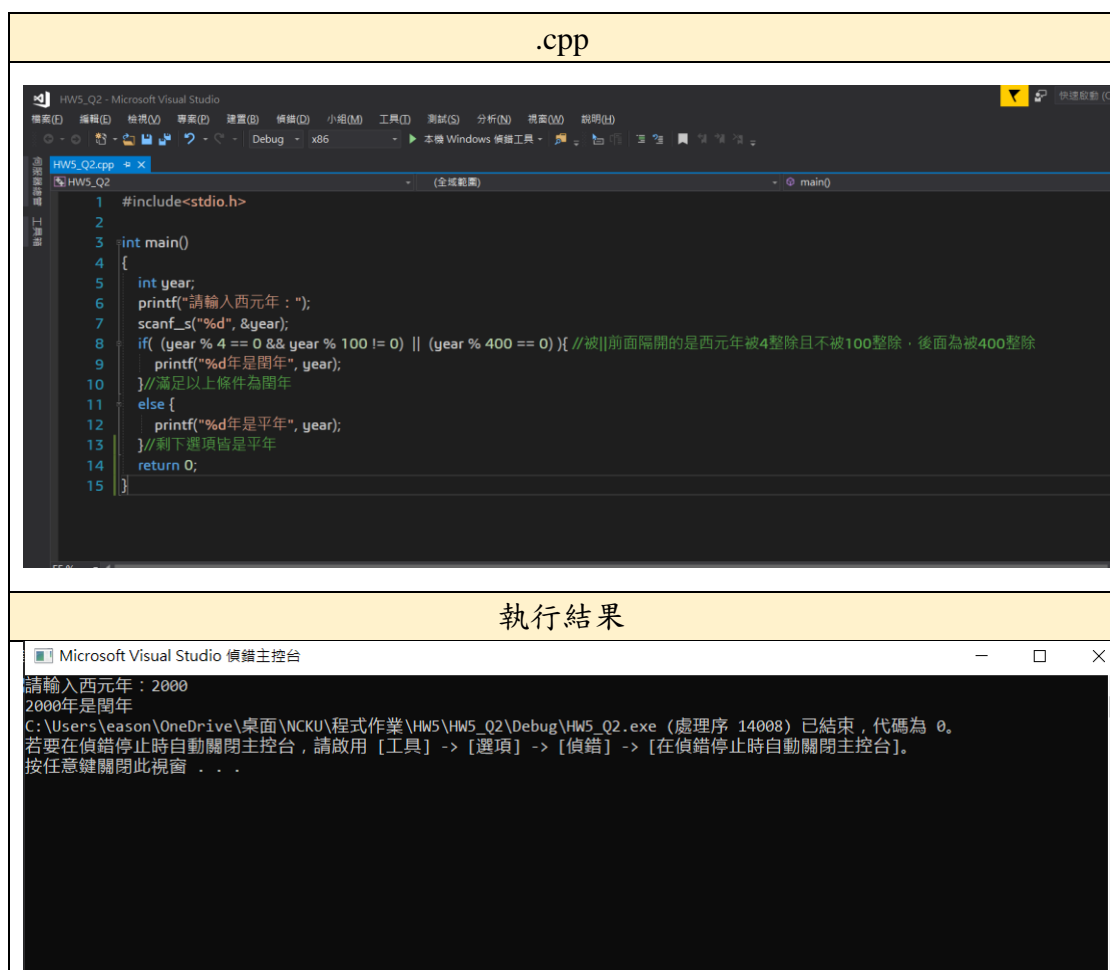 .cpp
HW5_Q2 - Microsoft Visual Studio
快速啟動 (C
檔案(F) 編輯(E) 檢視(V) 專案(P) 建置(B) 偵錯(D) 小組(M) 工具(T) 測試(S) 分析(N) 視窗(W) 說明(H)
Debug x86 本機 Windows 偵錯工具
伺服器總管
工具箱
HW5_Q2.cpp
HW5_Q2 (全域範圍) main()
1 #include<stdio.h>
2
3 int main()
4 {
5 int year;
6 printf("請輸入西元年：");
7 scanf_s("%d", &year);
8 if( (year % 4 == 0 && year % 100 != 0) || (year % 400 == 0) ){ //被||前面隔開的是西元年被4整除且不被100整除，後面為被400整除
9 printf("%d年是閏年", year);
10 }//滿足以上條件為閏年
11 else {
12 printf("%d年是平年", year);
13 }//剩下選項皆是平年
14 return 0;
15 }
執行結果
Microsoft Visual Studio 偵錯主控台
請輸入西元年：2000
2000年是閏年
C:\Users\eason\OneDrive\桌面\NCKU\程式作業\HW5\HW5_Q2\Debug\HW5_Q2.exe (處理序 14008) 已結束，代碼為 0。
若要在偵錯停止時自動關閉主控台，請啟用 [工具] -> [選項] -> [偵錯] -> [在偵錯停止時自動關閉主控台]。
按任意鍵關閉此視窗 . . .